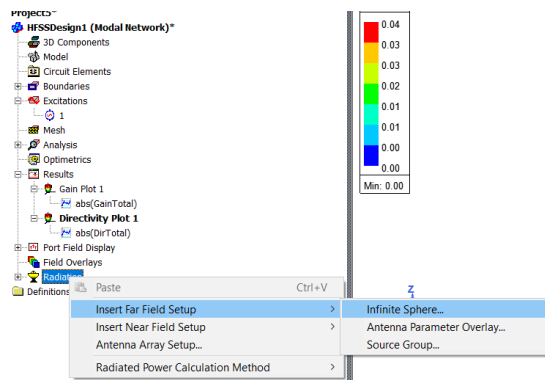 Project5*
HFSSDesign1 (Modal Network)*
3D Components
Model
Circuit Elements
Boundaries
Excitations
1
Mesh
Analysis
Optimetrics
Results
Gain Plot 1
abs(GainTotal)
Directivity Plot 1
abs(DirTotal)
Port Field Display
Field Overlays
Radiation
Definitions
Paste Ctrl+V
Insert Far Field Setup
Insert Near Field Setup
Antenna Array Setup...
Radiated Power Calculation Method
Infinite Sphere...
Antenna Parameter Overlay...
Source Group...
0.04
0.03
0.03
0.02
0.01
0.01
0.00
0.00
Min: 0.00
Z